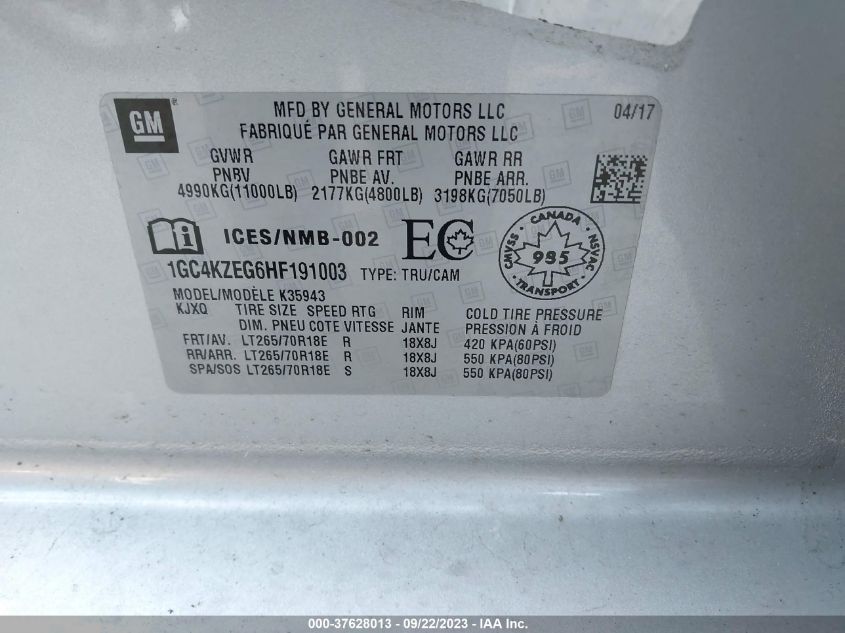 GM ®
MFD BY GENERAL MOTORS LLC
FABRIQUÉ PAR GENERAL MOTORS LLC
04/17
GVWR GAWR FRT GAWR RR
PNBV PNBE AV. PNBE ARR.
4990KG(11000LB) 2177KG(4800LB) 3198KG(7050LB)
i ICES/NMB-002 EC
CANADA
CMVSS 985 NSVAC
TRANSPORT
1GC4KZEG6HF191003 TYPE: TRU/CAM
MODEL/MODÈLE K35943
KJXQ TIRE SIZE SPEED RTG RIM COLD TIRE PRESSURE
DIM. PNEU COTE VITESSE JANTE PRESSION À FROID
FRT/AV. LT265/70R18E R 18X8J 420 KPA(60PSI)
RR/ARR. LT265/70R18E R 18X8J 550 KPA(80PSI)
SPA/SOS LT265/70R18E S 18X8J 550 KPA(80PSI)
000-37628013 - 09/22/2023 - IAA Inc.